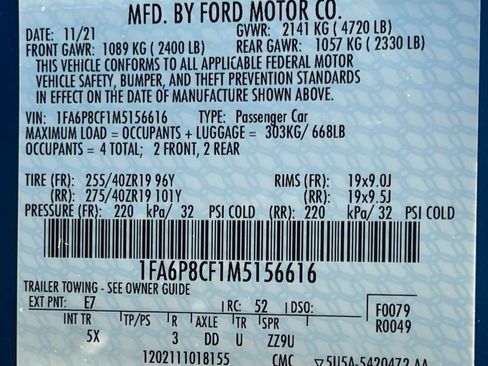 MFD. BY FORD MOTOR CO.
DATE: 11/21 GVWR: 2141 KG ( 4720 LB)
FRONT GAWR: 1089 KG ( 2400 LB) REAR GAWR: 1057 KG ( 2330 LB)
THIS VEHICLE CONFORMS TO ALL APPLICABLE FEDERAL MOTOR
VEHICLE SAFETY, BUMPER, AND THEFT PREVENTION STANDARDS
IN EFFECT ON THE DATE OF MANUFACTURE SHOWN ABOVE.
VIN: 1FA6P8CF1M5156616 TYPE: Passenger Car
MAXIMUM LOAD = OCCUPANTS + LUGGAGE = 303KG/ 668LB
OCCUPANTS = 4 TOTAL; 2 FRONT, 2 REAR
TIRE (FR): 255/40ZR19 96Y RIMS (FR): 19x9.0J
(RR): 275/40ZR19 101Y (RR): 19x9.5J
PRESSURE (FR): 220 kPa/ 32 PSI COLD (RR): 220 kPa/ 32 PSI COLD
1FA6P8CF1M5156616
TRAILER TOWING - SEE OWNER GUIDE
EXT PNT: E7 RC: 52 DSO: F0079
INT TR TP/PS R AXLE TR SPR R0049
5X 3 DD U ZZ9U
1202111018155 CMC ▽5U5A-5420472 AA